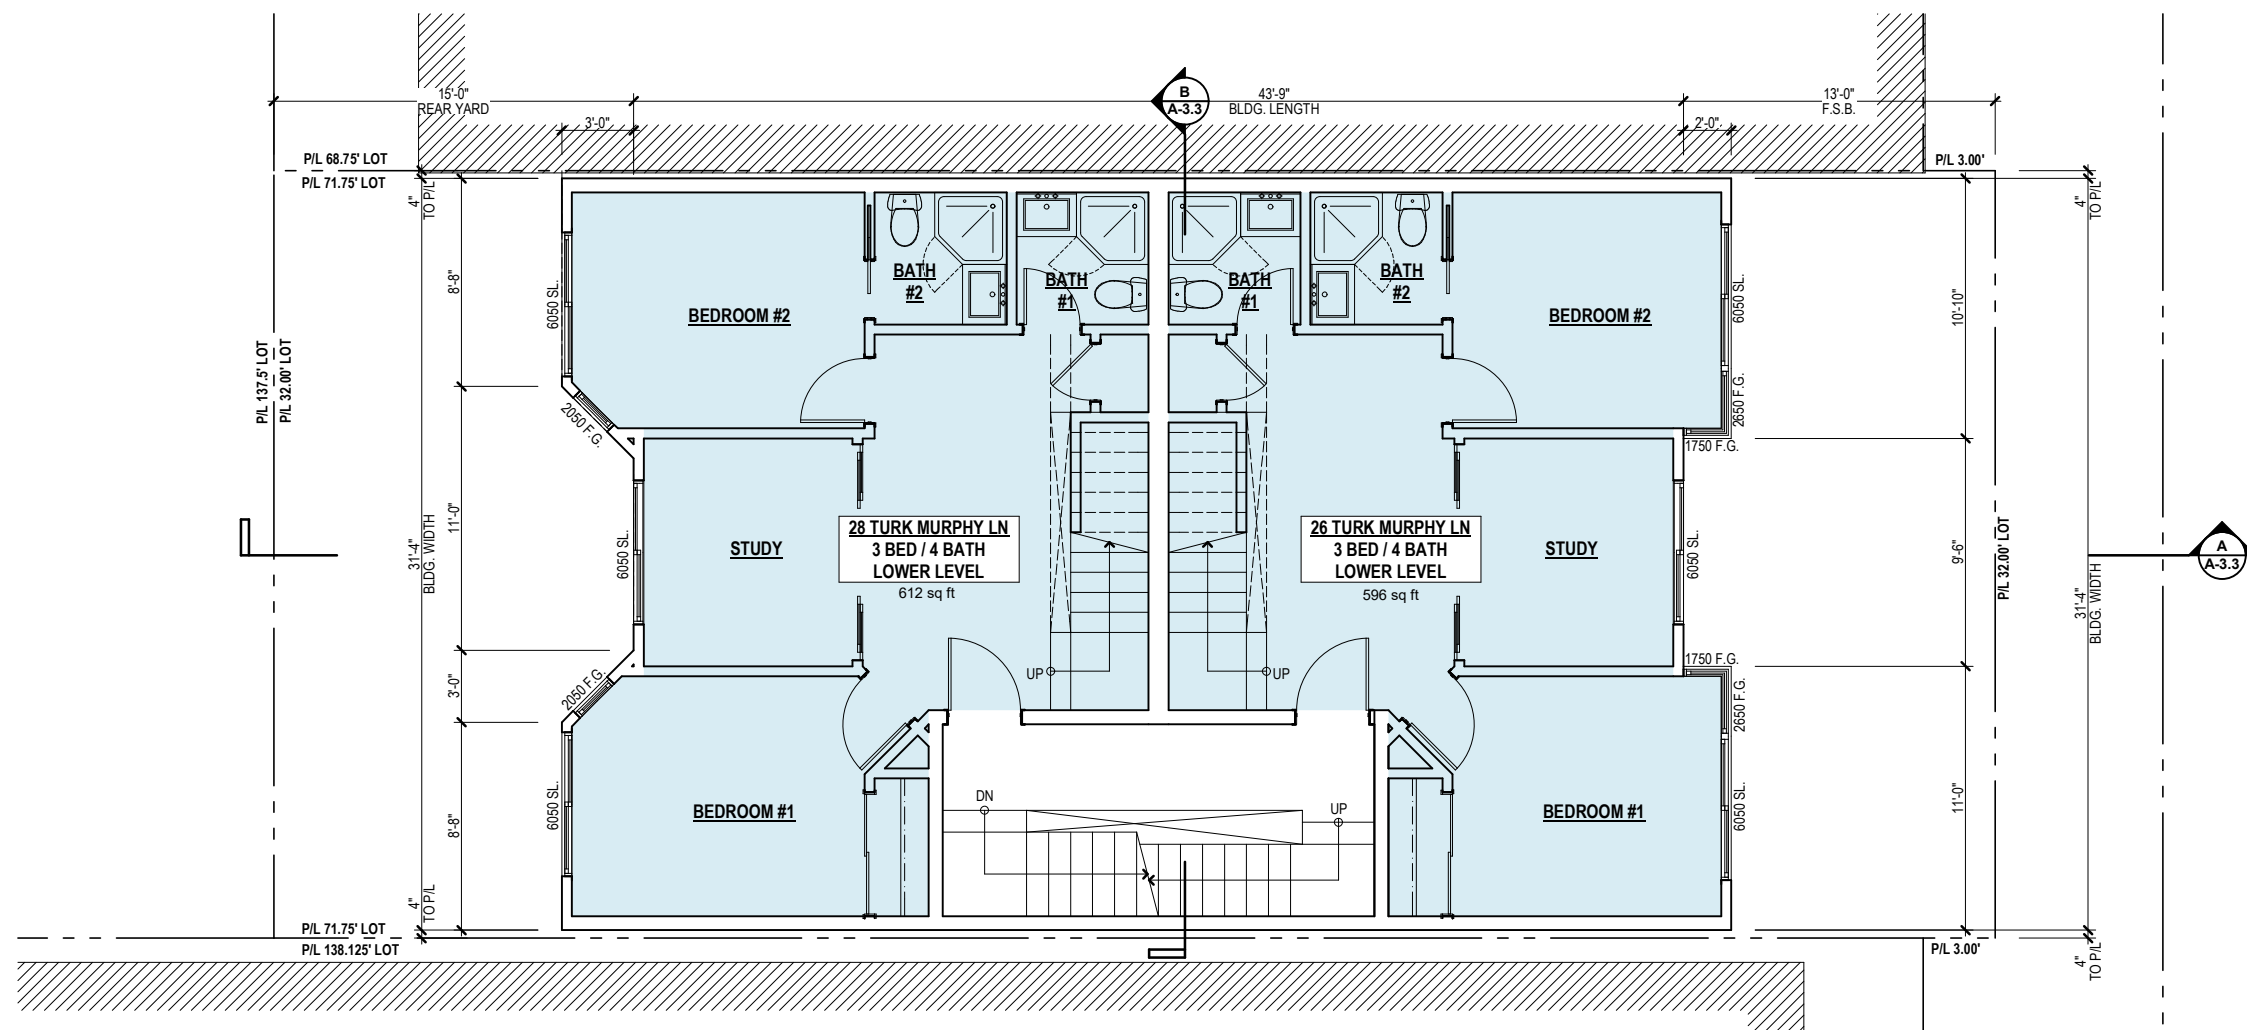 15'-0"
REAR YARD
3'-0"
B
A-3.3
43'-9"
BLDG. LENGTH
13'-0"
F.S.B.
2'-0"
P/L 68.75' LOT
P/L 71.75' LOT
P/L 3.00'
4"
TO P/L
4"
TO P/L
BATH
#2
BATH
#1
BATH
#1
BATH
#2
8'-8"
6050 SL.
BEDROOM #2
BEDROOM #2
6050 SL.
10'-10"
P/L 137.5' LOT
P/L 32.00' LOT
2050 F.G.
2650 F.G.
1750 F.G.
31'-4"
BLDG. WIDTH
11'-0"
6050 SL.
STUDY
28 TURK MURPHY LN
3 BED / 4 BATH
LOWER LEVEL
612 sq ft
26 TURK MURPHY LN
3 BED / 4 BATH
LOWER LEVEL
596 sq ft
STUDY
6050 SL.
9'-6"
P/L 32.00' LOT
31'-4"
BLDG. WIDTH
A
A-3.3
UP
UP
1750 F.G.
3'-0"
2050 F.G.
2650 F.G.
8'-8"
6050 SL.
BEDROOM #1
DN
UP
BEDROOM #1
6050 SL.
11'-0"
4"
TO P/L
P/L 71.75' LOT
P/L 138.125' LOT
P/L 3.00'
4"
TO P/L